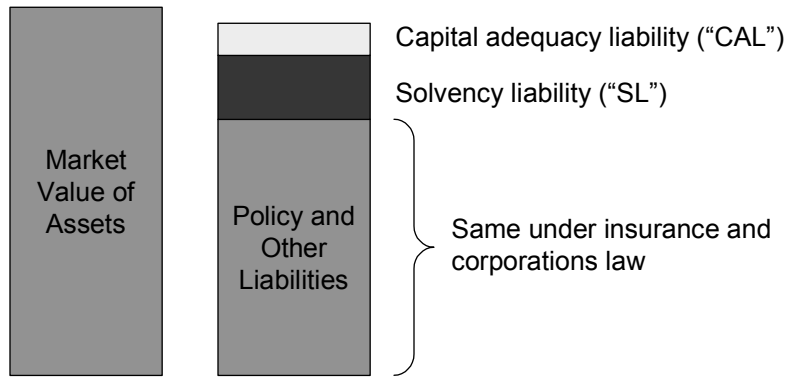 Capital adequacy liability (“CAL”)
Solvency liability (“SL”)
Market
Value of
Assets
Policy and
Other
Liabilities
Same under insurance and
corporations law